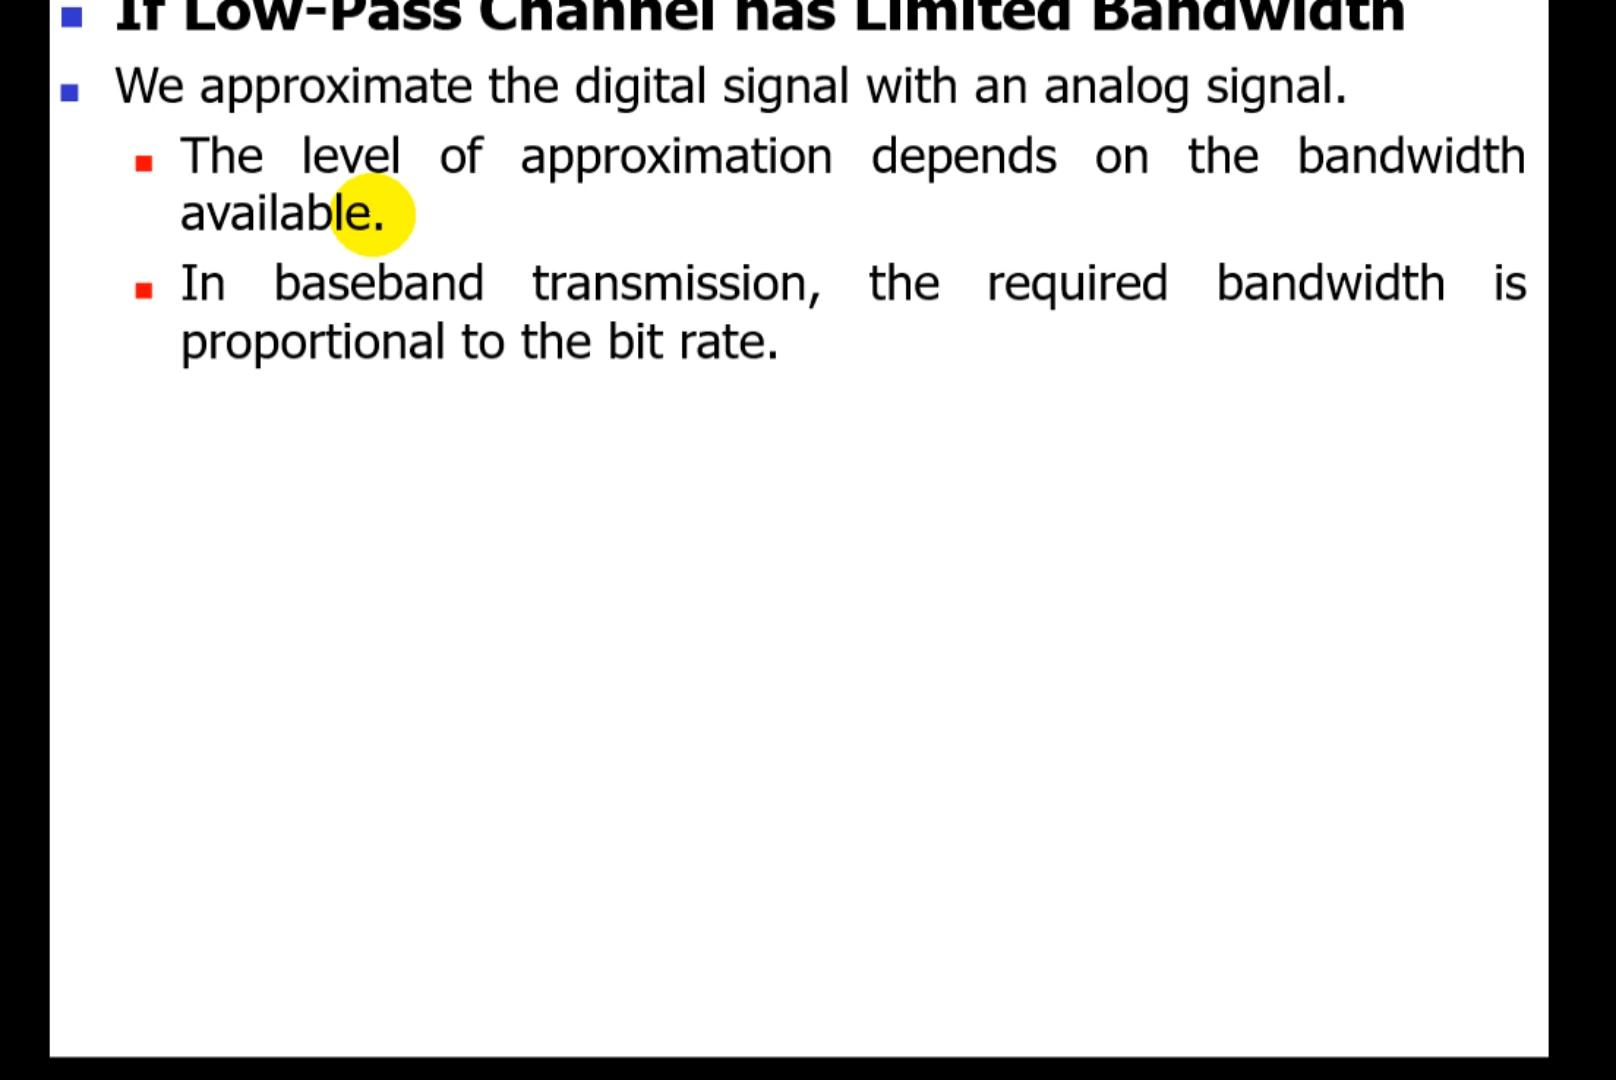 If Low-Pass Channel has Limited Bandwidth
We approximate the digital signal with an analog signal.
The level of approximation depends on the bandwidth
available.
In baseband transmission, the required bandwidth is
proportional to the bit rate.